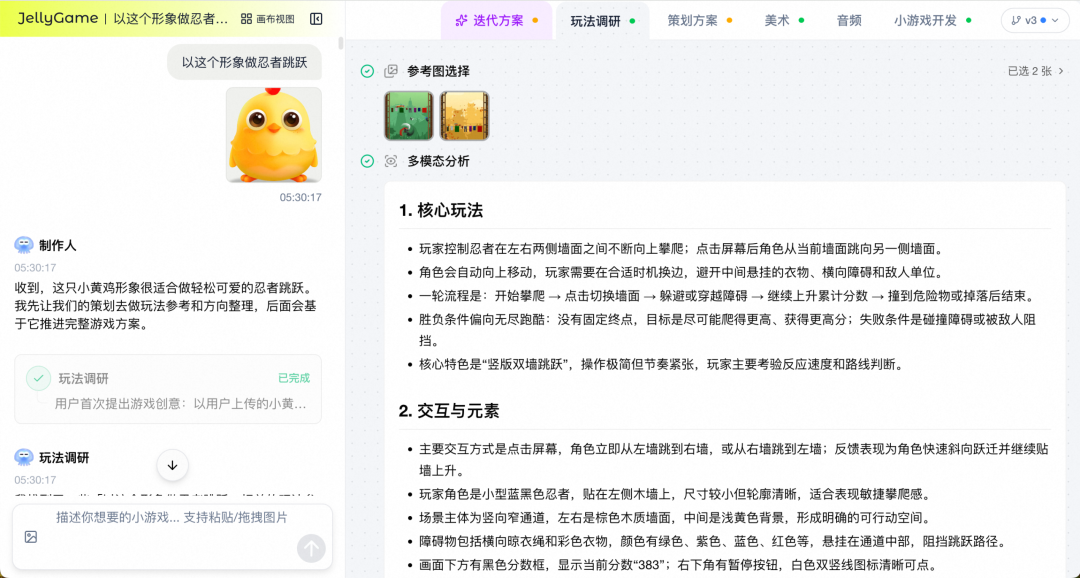 JellyGame | 以这个形象做忍者... 画布视图
迭代方案
玩法调研
策划方案
美术
音频
小游戏开发
v3
以这个形象做忍者跳跃
05:30:17
制作人
05:30:17
收到，这只小黄鸡形象很适合做轻松可爱的忍者跳跃。
我先让我们的策划去做玩法参考和方向整理，后面会基
于它推进完整游戏方案。
玩法调研 已完成
用户首次提出游戏创意：以用户上传的小黄...
玩法调研
05:30:17
描述你想要的小游戏... 支持粘贴/拖拽图片
参考图选择
已选 2 张
多模态分析
1. 核心玩法
• 玩家控制忍者在左右两侧墙面之间不断向上攀爬；点击屏幕后角色从当前墙面跳向另一侧墙面。
• 角色会自动向上移动，玩家需要在合适时机换边，避开中间悬挂的衣物、横向障碍和敌人单位。
• 一轮流程是：开始攀爬 → 点击切换墙面 → 躲避或穿越障碍 → 继续上升累计分数 → 撞到危险物或掉落后结束。
• 胜负条件偏向无尽跑酷：没有固定终点，目标是尽可能爬得更高、获得更高分；失败条件是碰撞障碍或被敌人阻
挡。
• 核心特色是“竖版双墙跳跃”，操作极简但节奏紧张，玩家主要考验反应速度和路线判断。
2. 交互与元素
• 主要交互方式是点击屏幕，角色立即从左墙跳到右墙，或从右墙跳到左墙；反馈表现为角色快速斜向跃迁并继续贴
墙上升。
• 玩家角色是小型蓝黑色忍者，贴在左侧木墙上，尺寸较小但轮廓清晰，适合表现敏捷攀爬感。
• 场景主体为竖向窄通道，左右是棕色木质墙面，中间是浅黄色背景，形成明确的可行动空间。
• 障碍物包括横向晾衣绳和彩色衣物，颜色有绿色、紫色、蓝色、红色等，悬挂在通道中部，阻挡跳跃路径。
• 画面下方有黑色分数框，显示当前分数“383”；右下角有暂停按钮，白色双竖线图标清晰可点。